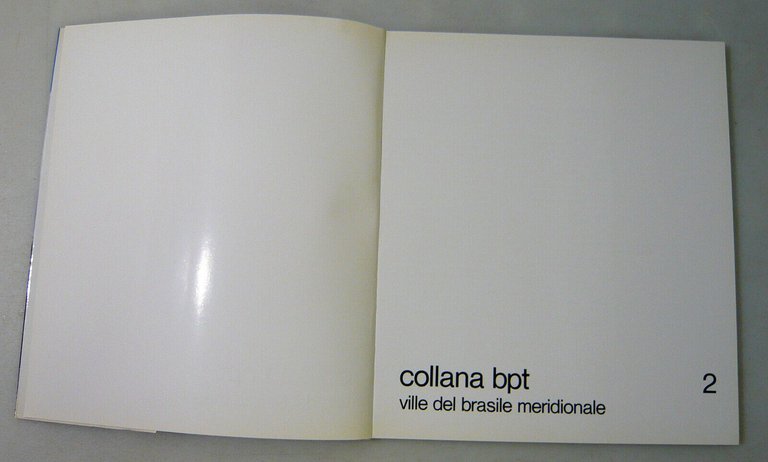 collana bpt 2
ville del brasile meridionale